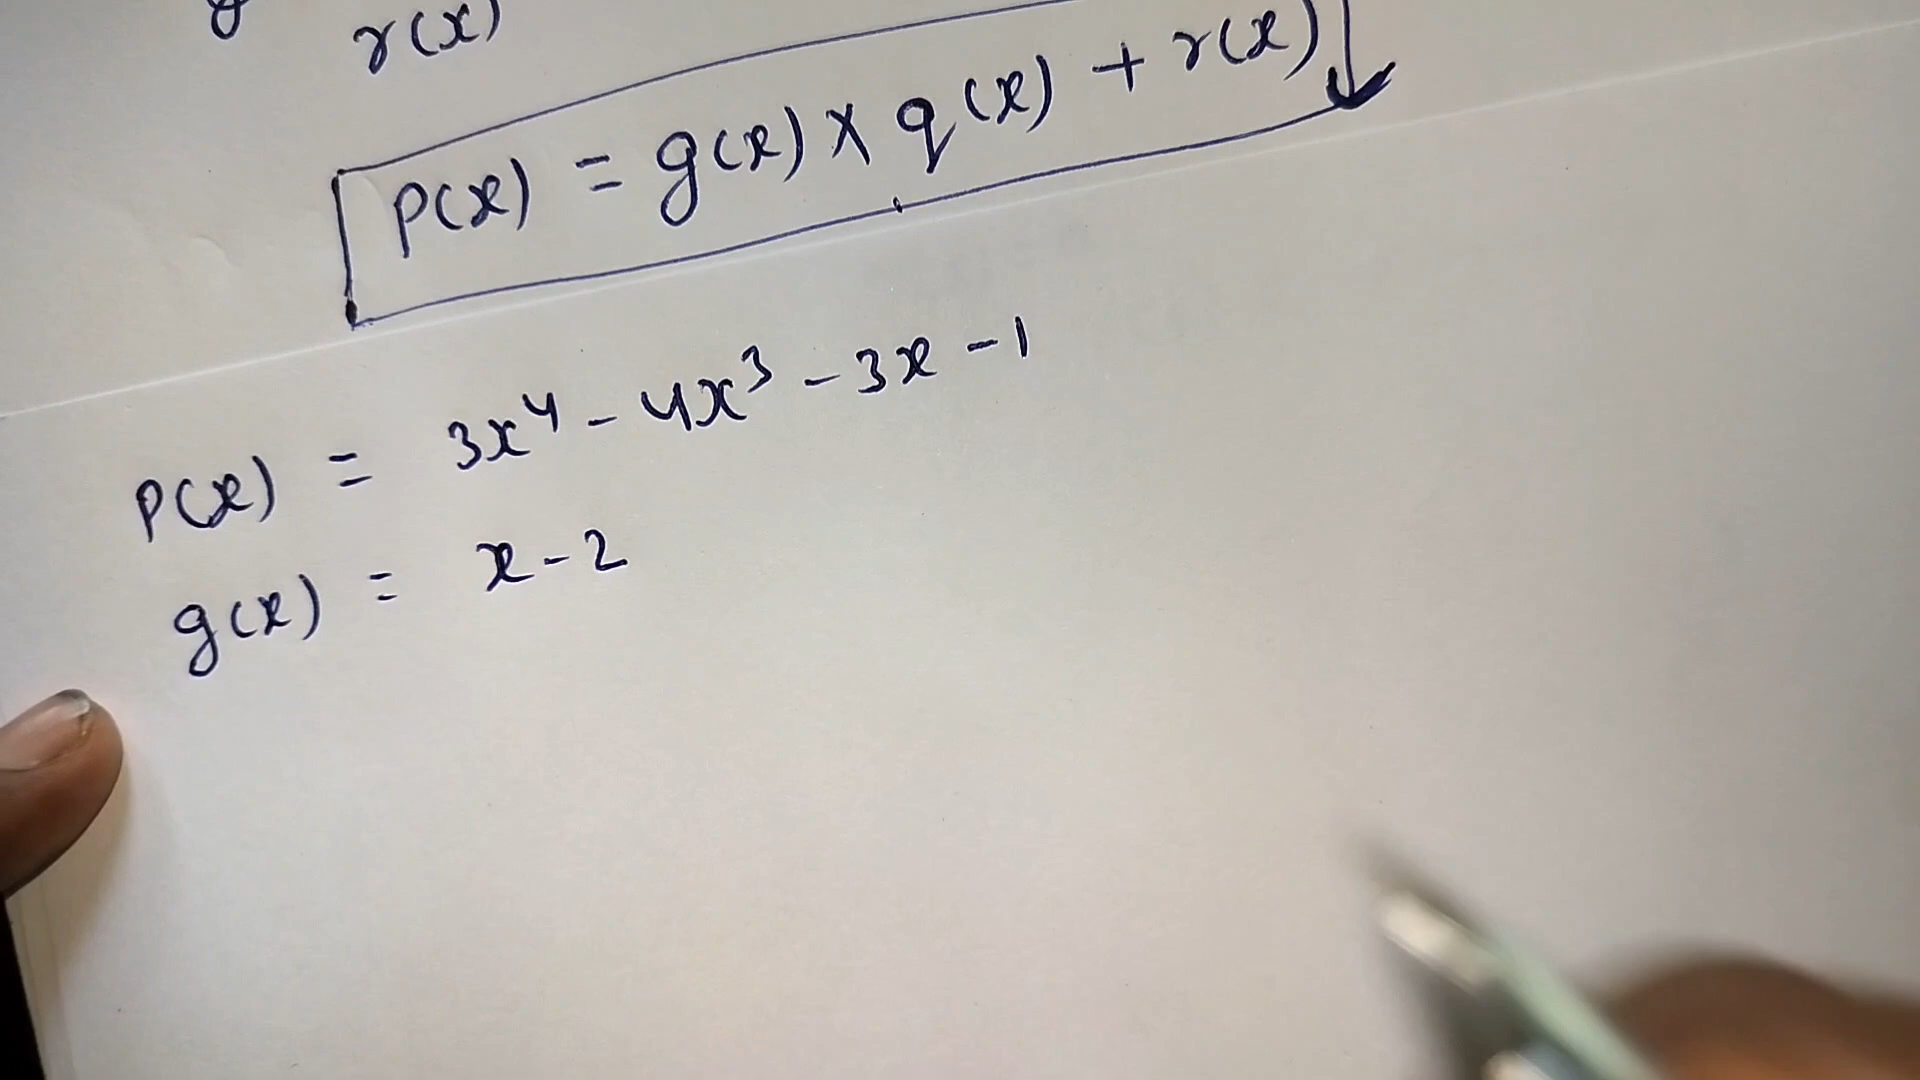 r(x)
p(x) = g(x) × q(x) + r(x)
p(x) = 3x⁴ - 4x³ - 3x - 1
g(x) = x - 2